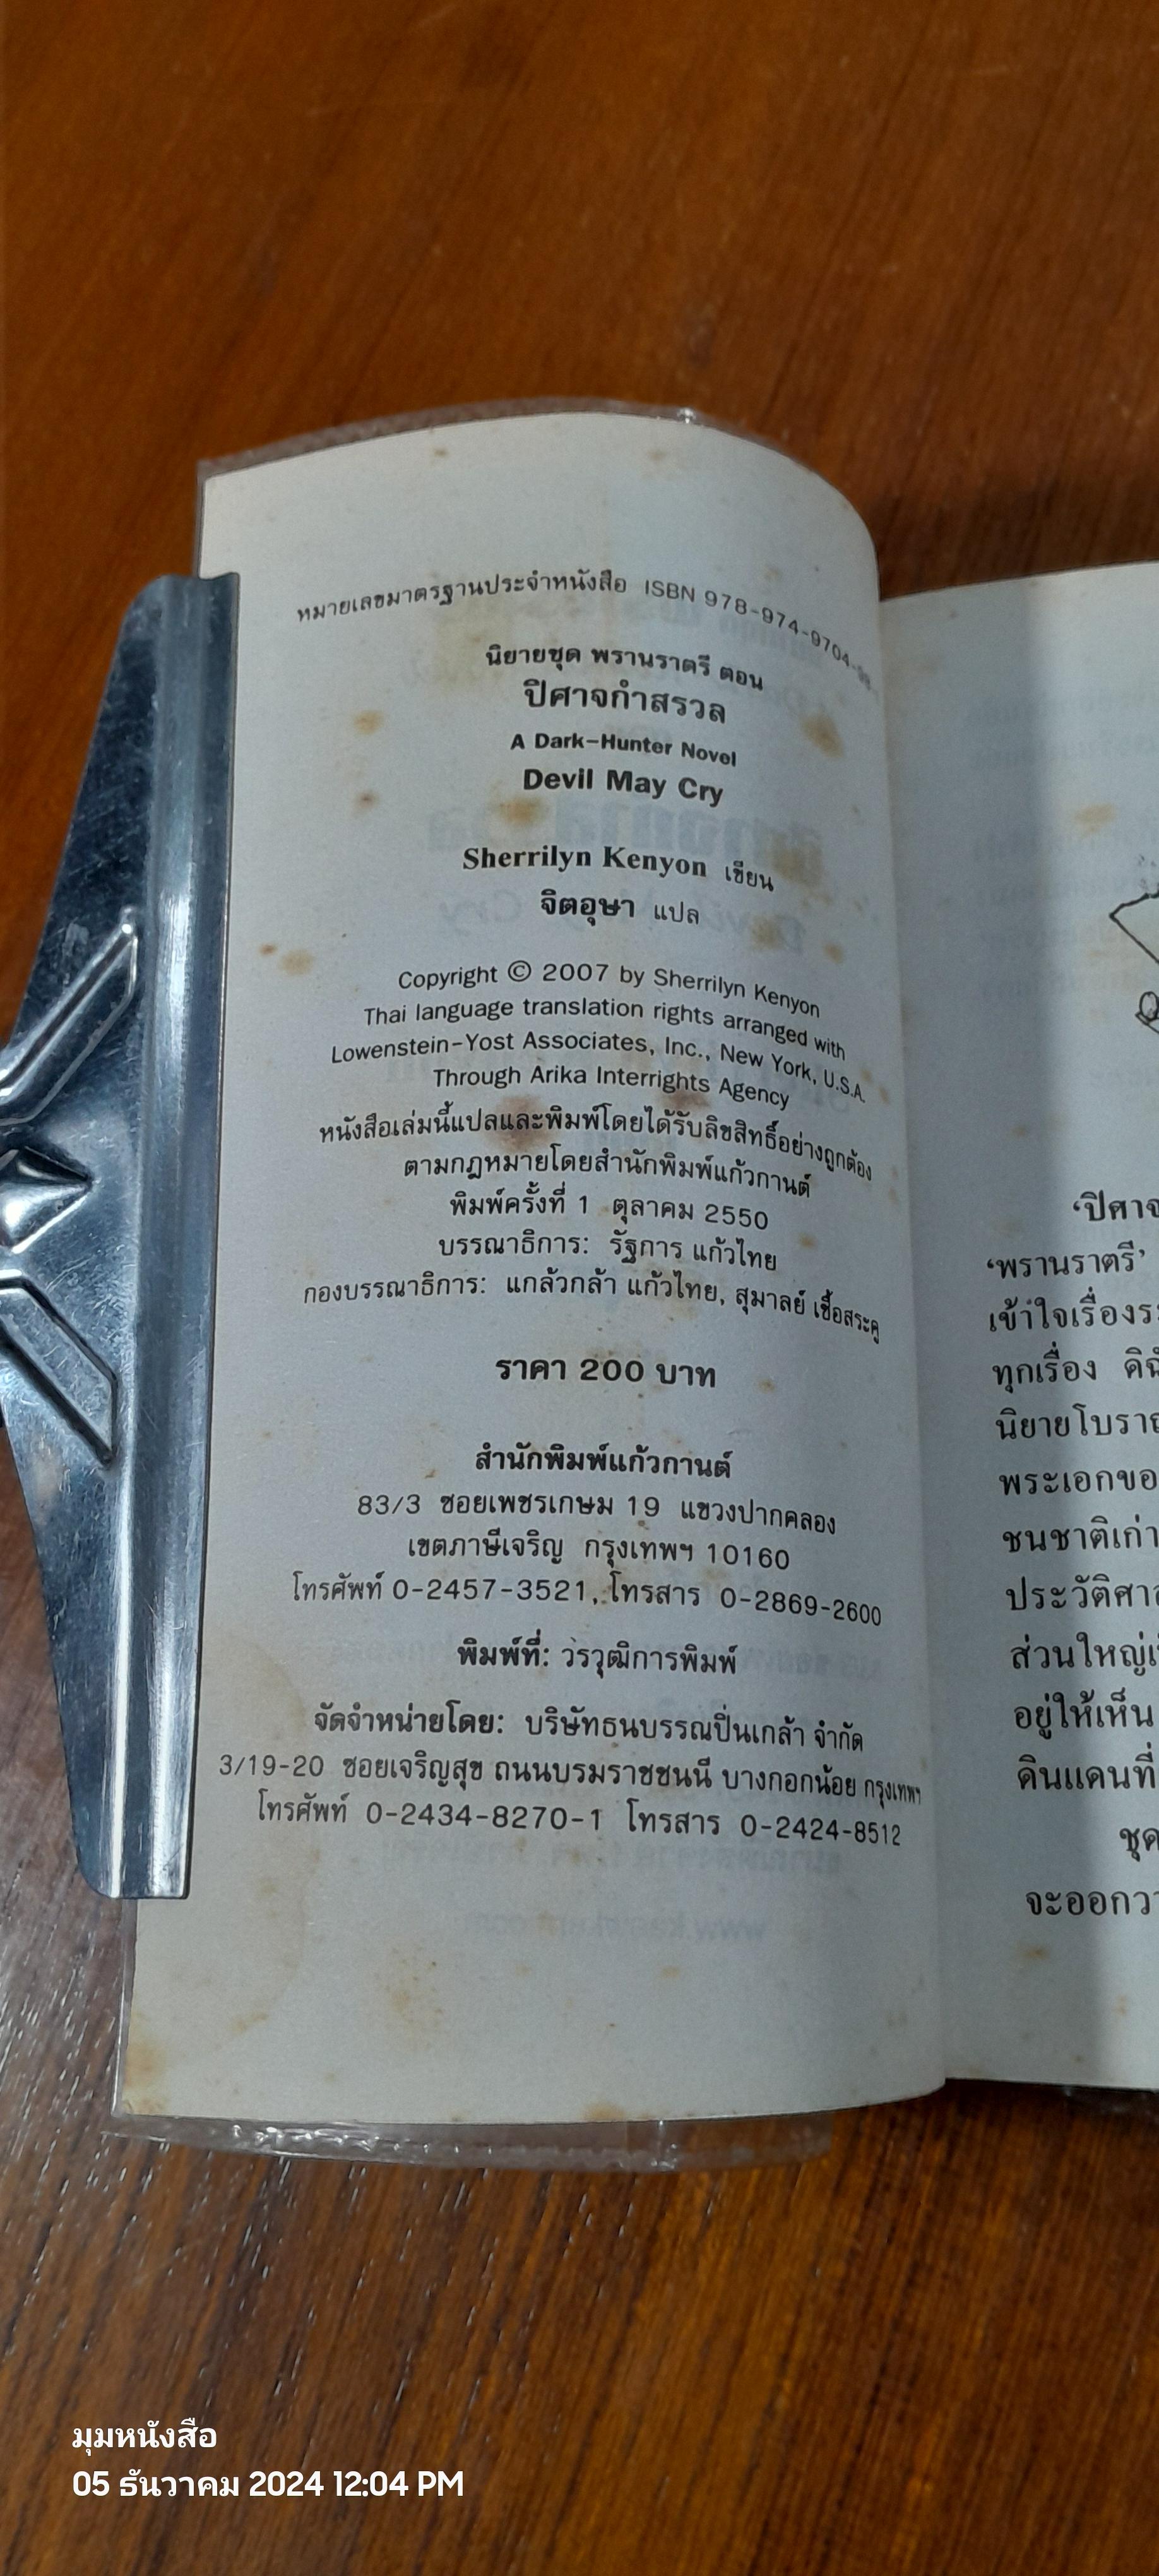 หมายเลขมาตรฐานประจำหนังสือ ISBN 978-974-9704-
นิยายชุด พรานราตรี ตอน
ปีศาจกำสรวล
A Dark-Hunter Novel
Devil May Cry
Sherrilyn Kenyon เขียน
จิตอุษา แปล
Copyright © 2007 by Sherrilyn Kenyon
Thai language translation rights arranged with
Lowenstein-Yost Associates, Inc., New York, U.S.A.
Through Arika Interrights Agency
หนังสือเล่มนี้แปลและพิมพ์โดยได้รับลิขสิทธิ์อย่างถูกต้อง
ตามกฎหมายโดยสำนักพิมพ์แก้วกานต์
พิมพ์ครั้งที่ 1 ตุลาคม 2550
บรรณาธิการ: รัฐการ แก้วไทย
กองบรรณาธิการ: แกล้วกล้า แก้วไทย, สุมาลย์ เชื้อสระคู
ราคา 200 บาท
สำนักพิมพ์แก้วกานต์
83/3 ซอยเพชรเกษม 19 แขวงปากคลอง
เขตภาษีเจริญ กรุงเทพฯ 10160
โทรศัพท์ 0-2457-3521, โทรสาร 0-2869-2600
พิมพ์ที่: วรวุฒิการพิมพ์
จัดจำหน่ายโดย: บริษัทธนบรรณปิ่นเกล้า จำกัด
3/19-20 ซอยเจริญสุข ถนนบรมราชชนนี บางกอกน้อย กรุงเทพฯ
โทรศัพท์ 0-2434-8270-1 โทรสาร 0-2424-8512
‘ปีศาจ
‘พรานราตรี’
เข้าใจเรื่องระ
ทุกเรื่อง ดิฉั
นิยายโบราณ
พระเอกขอ
ชนชาติเก่า
ประวัติศา
ส่วนใหญ่เ
อยู่ให้เห็น
ดินแดนที่
ชุด
จะออกวา
มุมหนังสือ
05 ธันวาคม 2024 12:04 PM